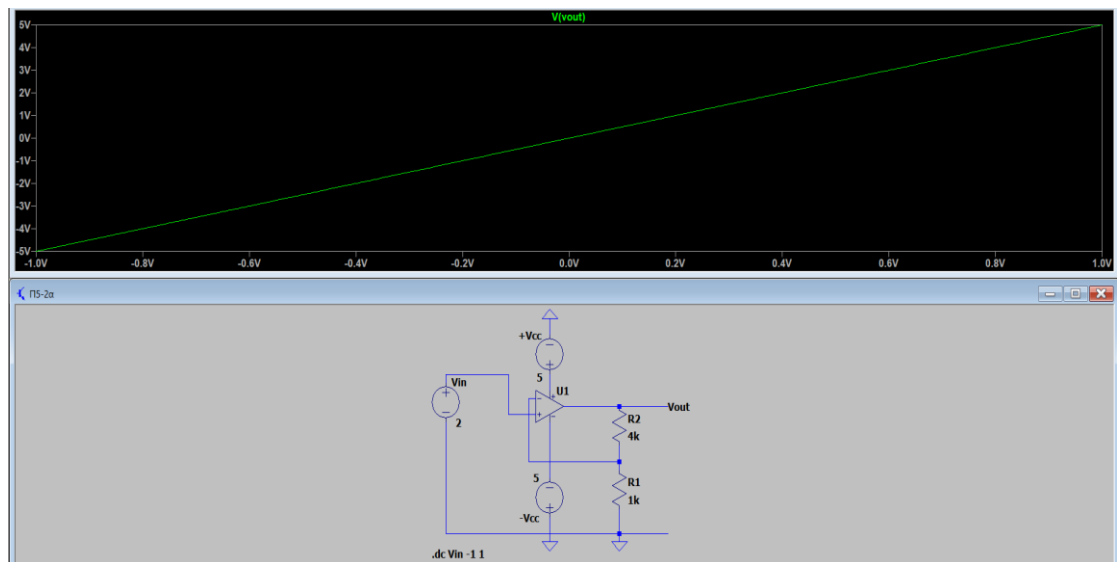 V(vout)
5V
4V
3V
2V
1V
0V
-1V
-2V
-3V
-4V
-5V
-1.0V -0.8V -0.6V -0.4V -0.2V 0.0V 0.2V 0.4V 0.6V 0.8V 1.0V
Π5-2α
+Vcc
5
Vin
2
U1
Vout
R2
4k
R1
1k
5
-Vcc
.dc Vin -1 1